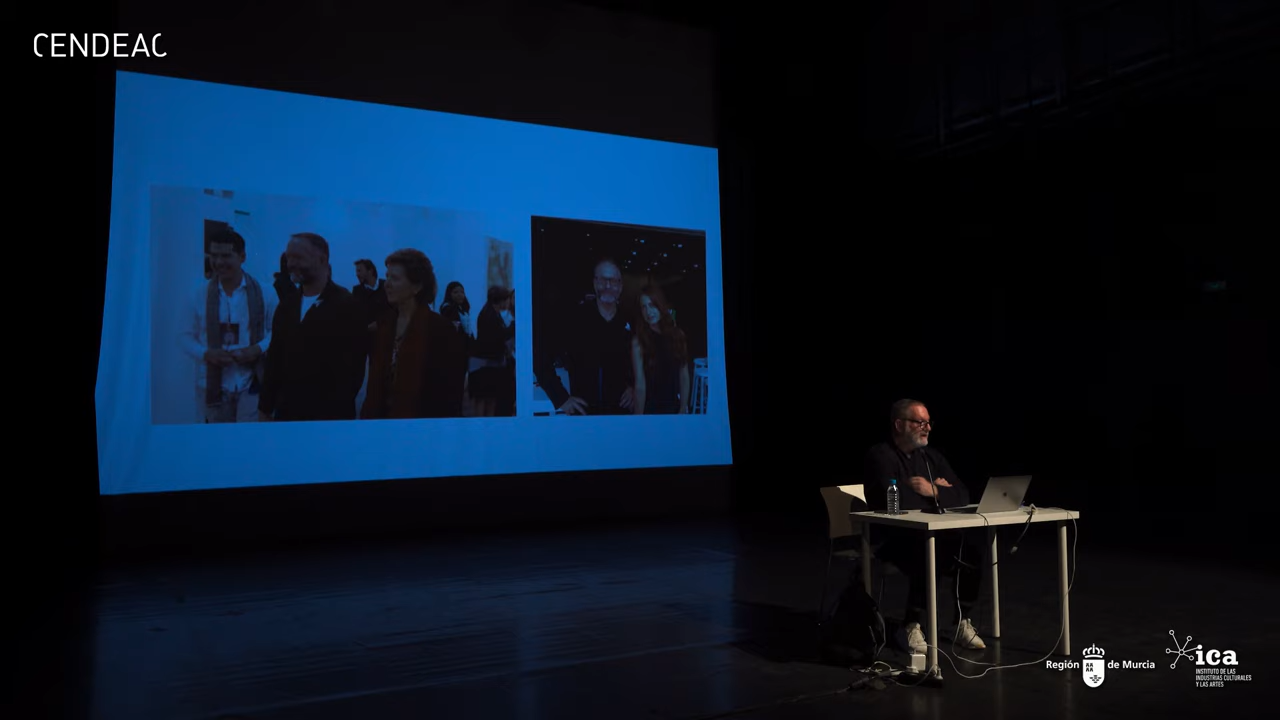 CENDEAC
Región de Murcia
ica
INSTITUTO DE LAS
INDUSTRIAS CULTURALES
Y LAS ARTES